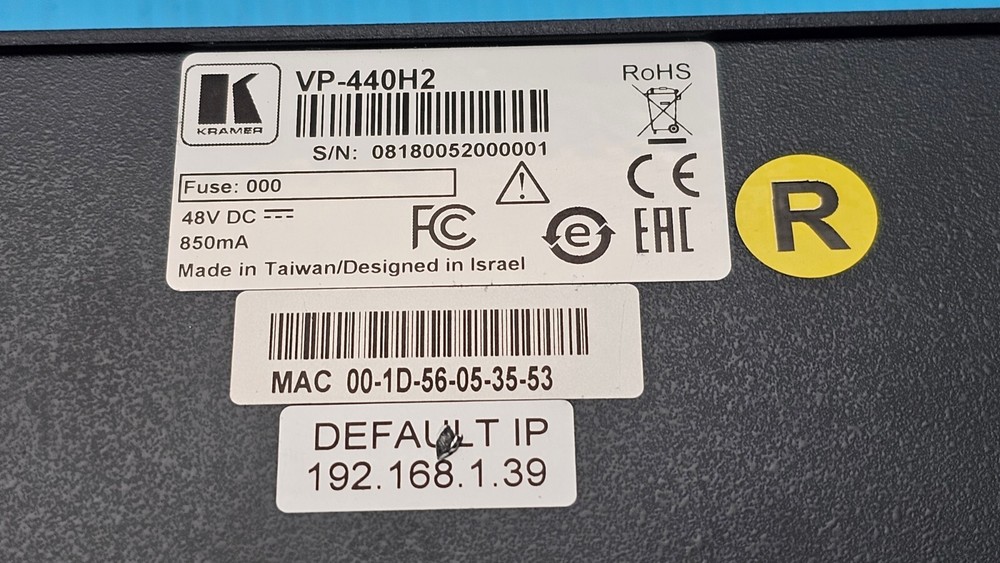 K
KRAMER
VP-440H2
S/N: 08180052000001
RoHS
Fuse: 000
48V DC
850mA
FC
e
CE
EAC
Made in Taiwan/Designed in Israel
R
MAC 00-1D-56-05-35-53
DEFAULT IP
192.168.1.39